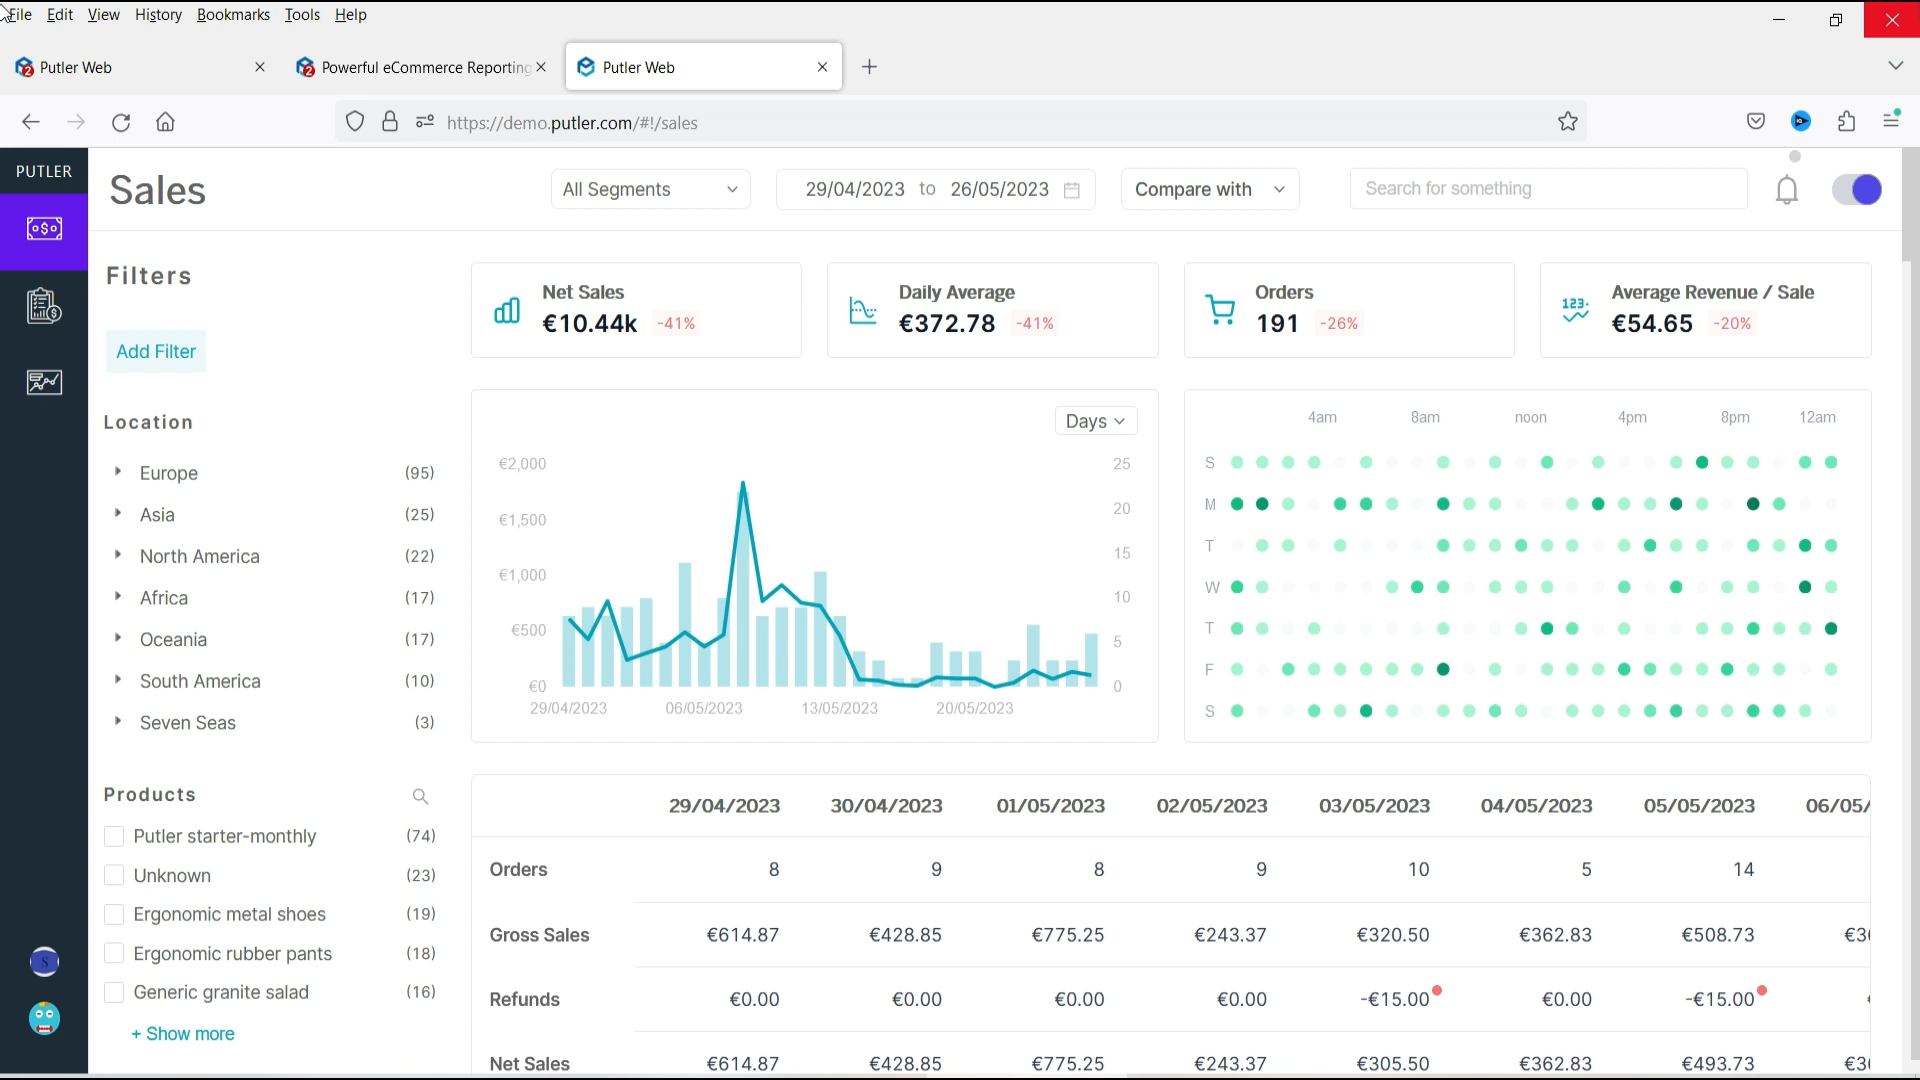 File Edit View History Bookmarks Tools Help
Putler Web Powerful eCommerce Reporting Putler Web
https://demo.putler.com/#!/sales
PUTLER
Sales
All Segments
29/04/2023 to 26/05/2023
Compare with
Search for something
Filters
Add Filter
Location
Europe (95)
Asia (25)
North America (22)
Africa (17)
Oceania (17)
South America (10)
Seven Seas (3)
Products
Putler starter-monthly (74)
Unknown (23)
Ergonomic metal shoes (19)
Ergonomic rubber pants (18)
Generic granite salad (16)
+ Show more
S
Net Sales
€10.44k -41%
Daily Average
€372.78 -41%
Orders
191 -26%
123.
Average Revenue / Sale
€54.65 -20%
Days
€2,000 25
20
€1,500
15
€1,000
10
€500
5
€0 0
29/04/2023 06/05/2023 13/05/2023 20/05/2023
4am 8am noon 4pm 8pm 12am
S
M
T
W
T
F
S
29/04/2023 30/04/2023 01/05/2023 02/05/2023 03/05/2023 04/05/2023 05/05/2023 06/05/
Orders 8 9 8 9 10 5 14
Gross Sales €614.87 €428.85 €775.25 €243.37 €320.50 €362.83 €508.73
Refunds €0.00 €0.00 €0.00 €0.00 -€15.00 €0.00 -€15.00
Net Sales €614.87 €428.85 €775.25 €243.37 €305.50 €362.83 €493.73